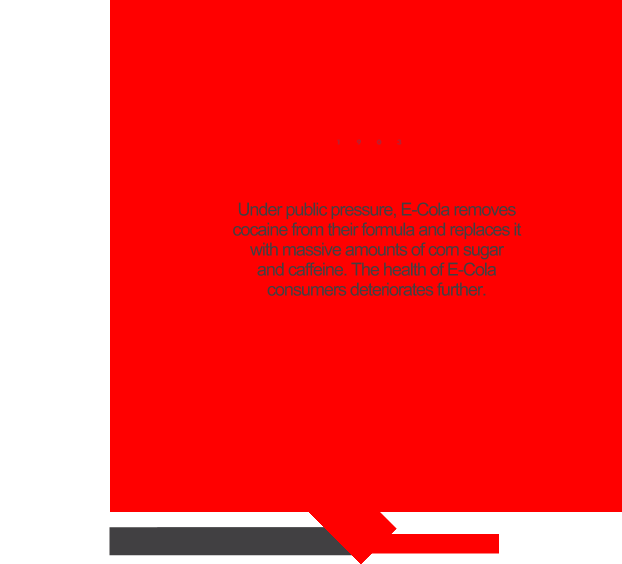 Under public pressure, E-Cola removes
cocaine from their formula and replaces it
with massive amounts of corn sugar
and caffeine. The health of E-Cola
consumers deteriorates further.